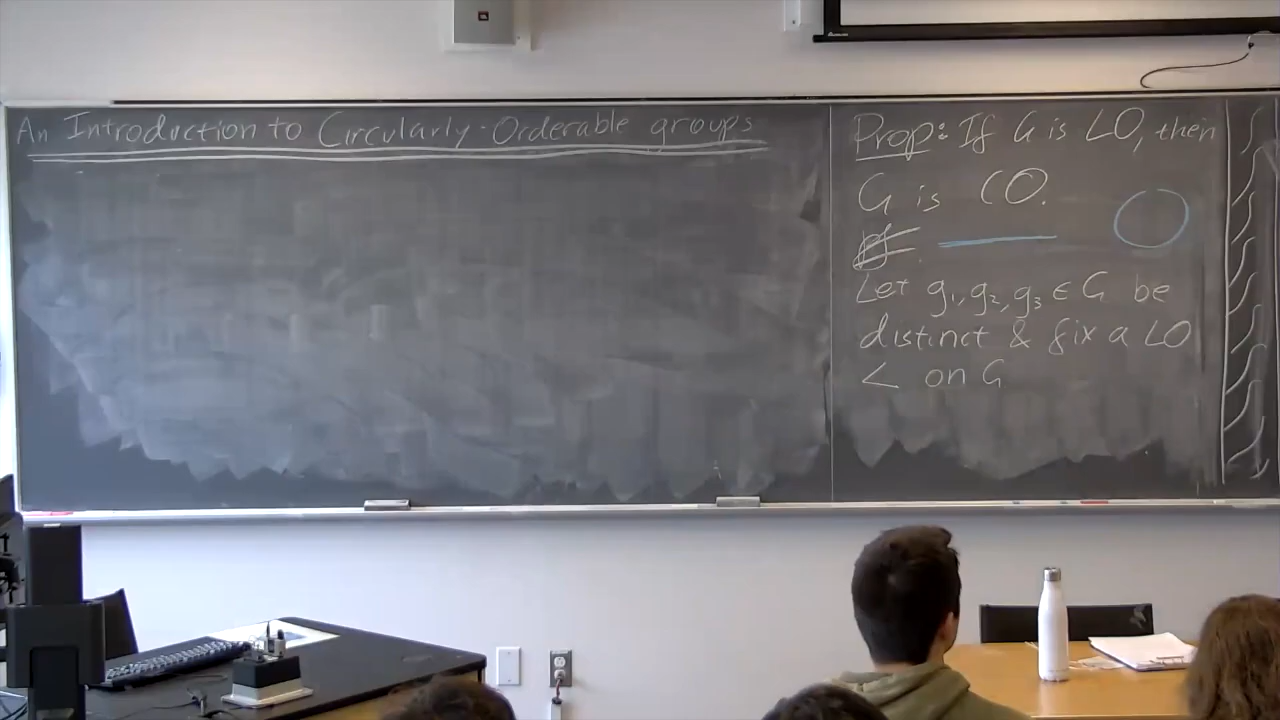 An Introduction to Circularly-Orderable groups
Prop: If G is LO, then
G is CO.
pf.
Let g₁, g₂, g₃ ∈ G be
distinct & fix a LO
< on G